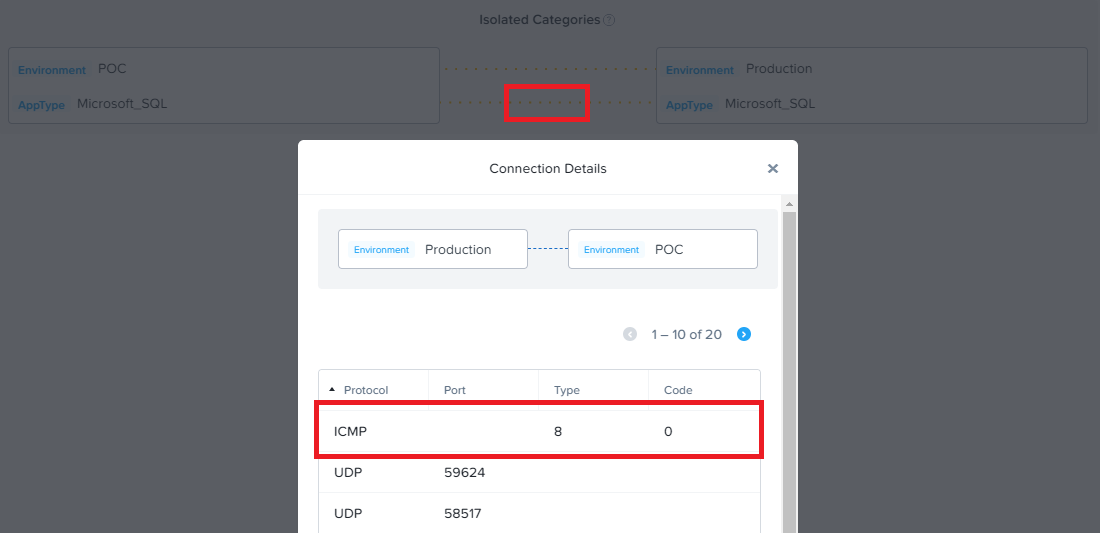 Isolated Categories ?
Environment POC
Environment Production
AppType Microsoft_SQL
AppType Microsoft_SQL
Connection Details
Environment Production
Environment POC
1 – 10 of 20
Protocol Port Type Code
ICMP 8 0
UDP 59624
UDP 58517